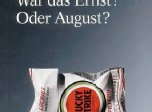 War das Ernst?
Oder August?
LUCKY
STRIKE